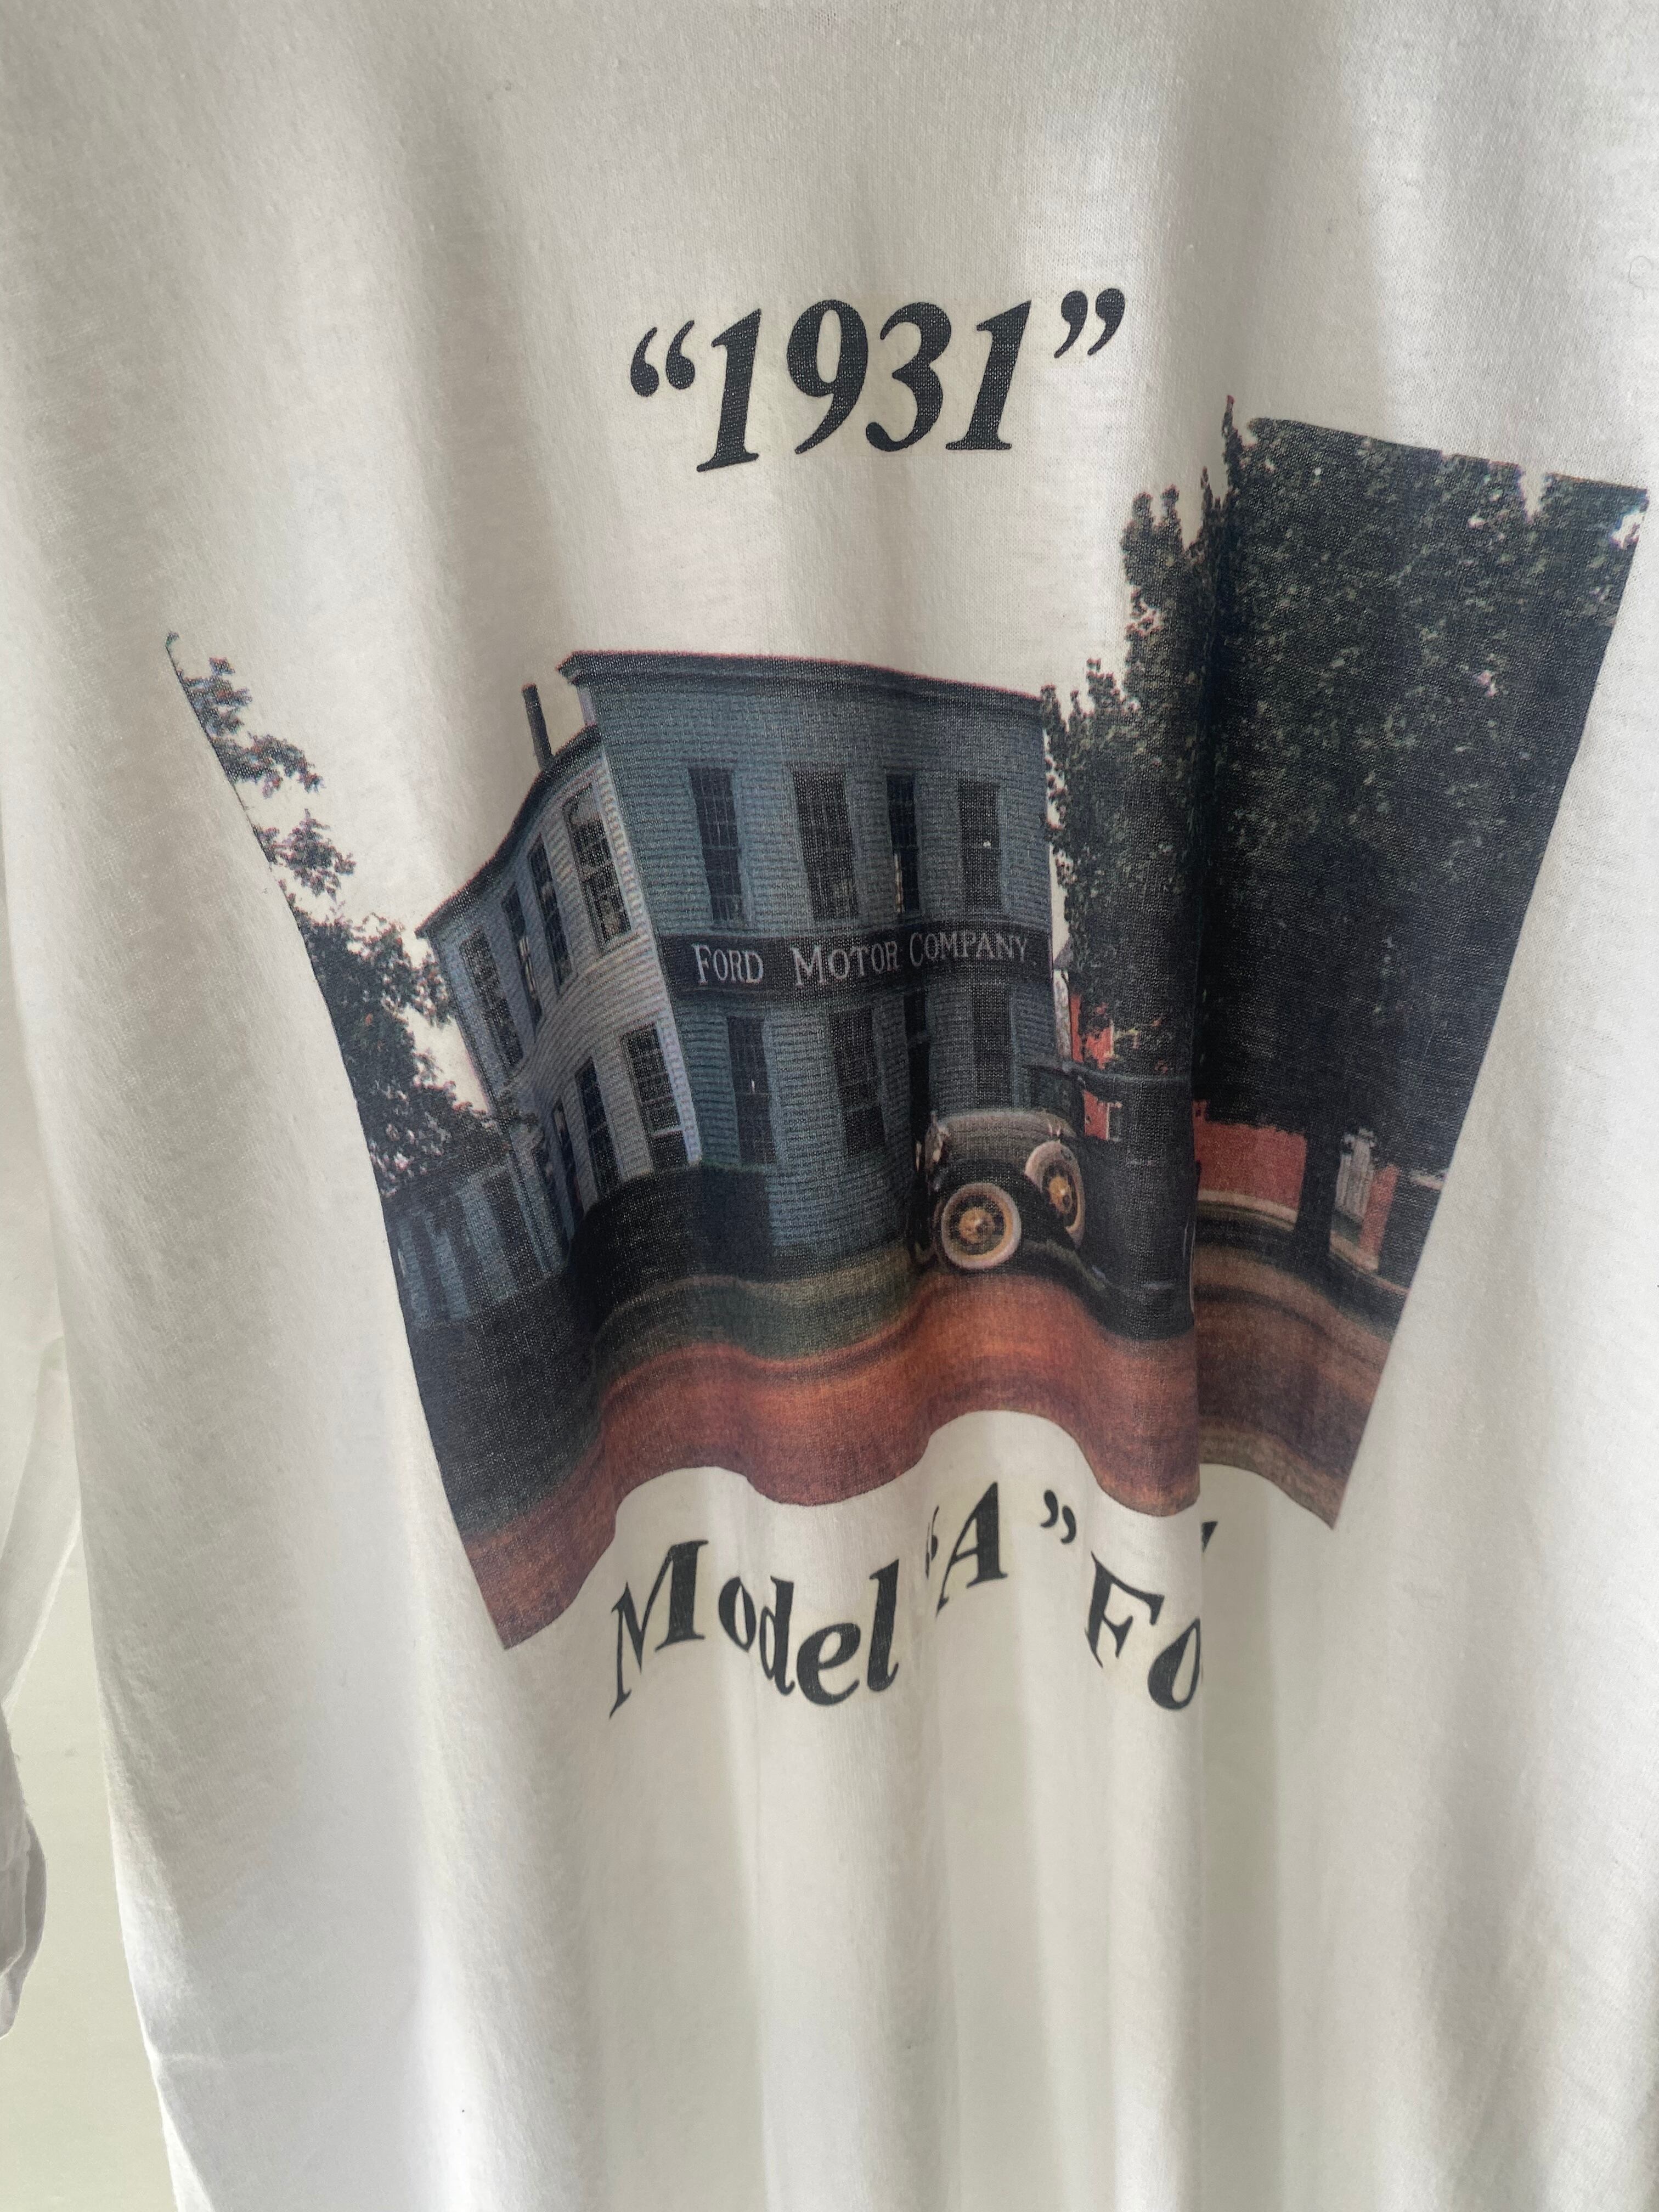 “1931”
FORD MOTOR COMPANY
Model “A”